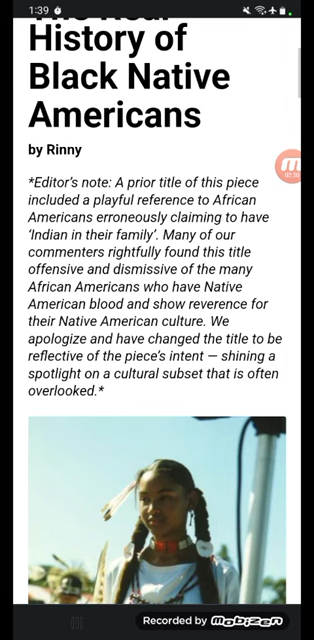 1:39
The Real
History of
Black Native
Americans
by Rinny
*Editor's note: A prior title of this piece
included a playful reference to African
Americans erroneously claiming to have
‘Indian in their family’. Many of our
commenters rightfully found this title
offensive and dismissive of the many
African Americans who have Native
American blood and show reverence for
their Native American culture. We
apologize and have changed the title to be
reflective of the piece's intent — shining a
spotlight on a cultural subset that is often
overlooked.*
Recorded by mobizen